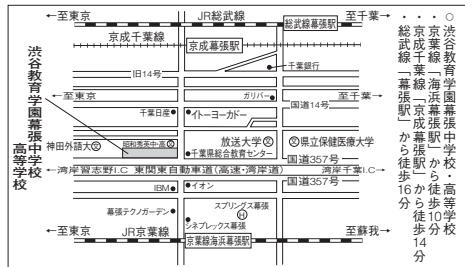 ○渋谷教育学園幕張中学校・高等学校
・京葉線「海浜幕張駅」から徒歩10分
・京成千葉線「京成幕張駅」から徒歩14分
・総武線「幕張駅」から徒歩16分
←至東京
JR総武線
総武線幕張駅
至千葉→
京成千葉線
京成幕張駅
千葉銀行
旧14号
←至東京
ガリバー
国道14号
至千葉→
千葉日産
イトーヨーカドー
神田外語大
昭和秀英中・高
放送大学
県立保健医療大学
千葉県総合教育センター
国道357号
←湾岸習志野I.C
東関東自動車道(高速・湾岸道)
湾岸千葉I.C→
国道357号
IBM
イオン
幕張テクノガーデン
スプリングス幕張
シネプレックス幕張
←至東京
JR京葉線
京葉線海浜幕張駅
至蘇我→
渋谷教育学園幕張中学校
高等学校